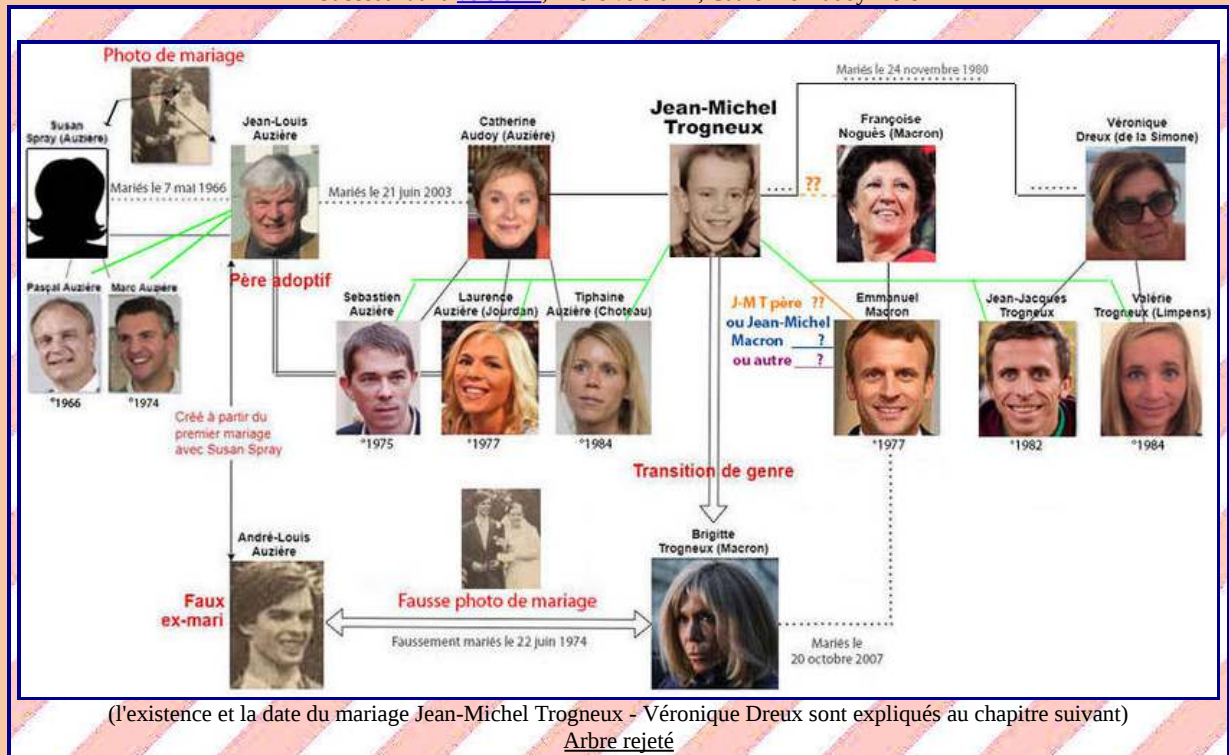 Photo de mariage
Mariés le 24 novembre 1980
Susan
Spray (Auzière)
Jean-Louis
Auzière
Catherine
Audoy (Auzière)
Jean-Michel
Trogneux
Françoise
Noguès (Macron)
Véronique
Dreux (de la Simone)
Mariés le 7 mai 1966
Mariés le 21 juin 2003
??
Père adoptif
Pascal Auzière
Marc Auzière
Sebastien
Auzière
Laurence
Auzière (Jourdan)
Tiphaine
Auzière (Choteau)
J-M T père ??
ou Jean-Michel
Macron ___?
ou autre ___?
Emmanuel
Macron
Jean-Jacques
Trogneux
Valérie
Trogneux (Limpens)
°1966
°1974
°1975
°1977
°1984
°1977
°1982
°1984
Créé à partir du
premier mariage
avec Susan Spray
Transition de genre
André-Louis
Auzière
Brigitte
Trogneux (Macron)
Faux
ex-mari
Fausse photo de mariage
Faussement mariés le 22 juin 1974
Mariés le
20 octobre 2007
(l'existence et la date du mariage Jean-Michel Trogneux - Véronique Dreux sont expliqués au chapitre suivant)
Arbre rejeté